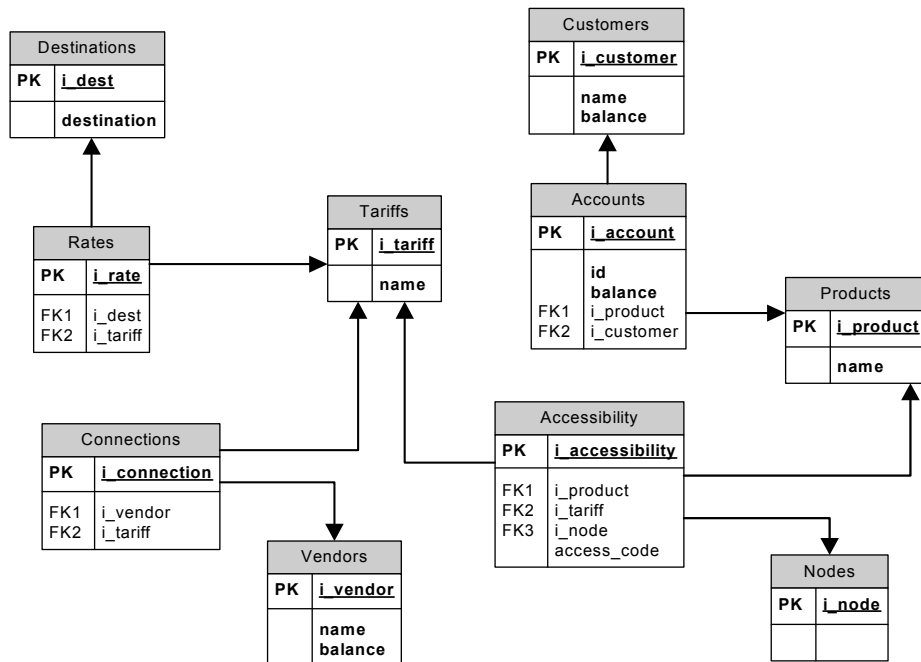 Customers
PK i_customer
name
balance
Destinations
PK i_dest
destination
Accounts
PK i_account
id
balance
FK1 i_product
FK2 i_customer
Tariffs
PK i_tariff
name
Rates
PK i_rate
FK1 i_dest
FK2 i_tariff
Products
PK i_product
name
Accessibility
PK i_accessibility
FK1 i_product
FK2 i_tariff
FK3 i_node
access_code
Connections
PK i_connection
FK1 i_vendor
FK2 i_tariff
Vendors
PK i_vendor
name
balance
Nodes
PK i_node